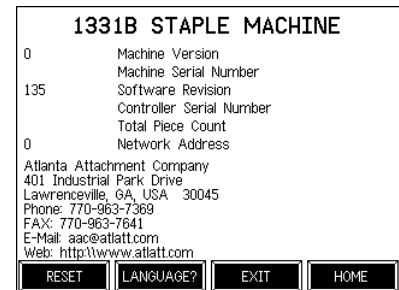 1331B STAPLE MACHINE
0 Machine Version
Machine Serial Number
135 Software Revision
Controller Serial Number
Total Piece Count
0 Network Address
Atlanta Attachment Company
401 Industrial Park Drive
Lawrenceville, GA, USA 30045
Phone: 770-963-7369
FAX: 770-963-7641
E-Mail: aac@atlatt.com
Web: http:\\www.atlatt.com
RESET LANGUAGE? EXIT HOME